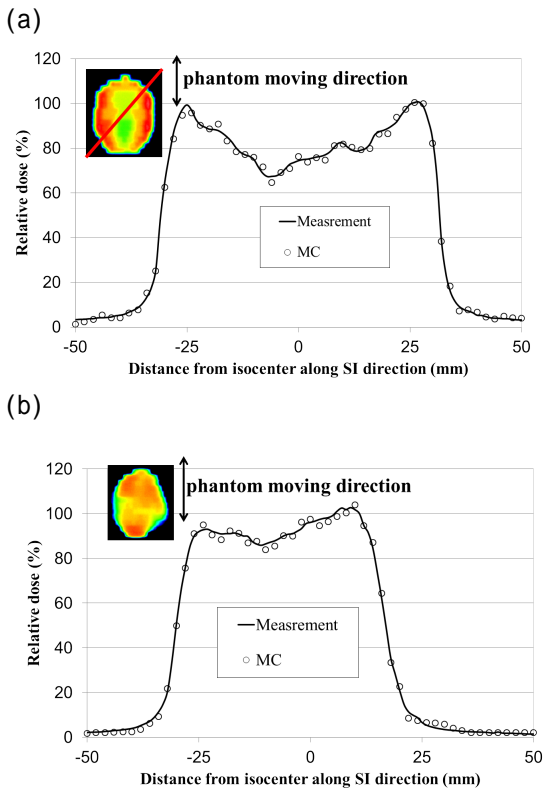 (a)
120
100
80
60
40
20
0
Relative dose (%)
phantom moving direction
Measrement
MC
-50 -25 0 25 50
Distance from isocenter along SI direction (mm)
(b)
120
100
80
60
40
20
0
Relative dose (%)
phantom moving direction
Measrement
MC
-50 -25 0 25 50
Distance from isocenter along SI direction (mm)